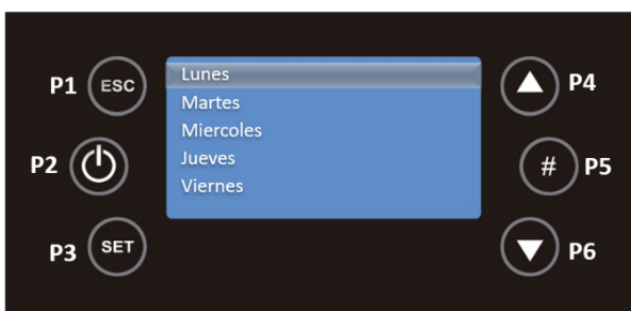 P1 ESC
P2
P3 SET
Lunes
Martes
Miercoles
Jueves
Viernes
P4
# P5
P6